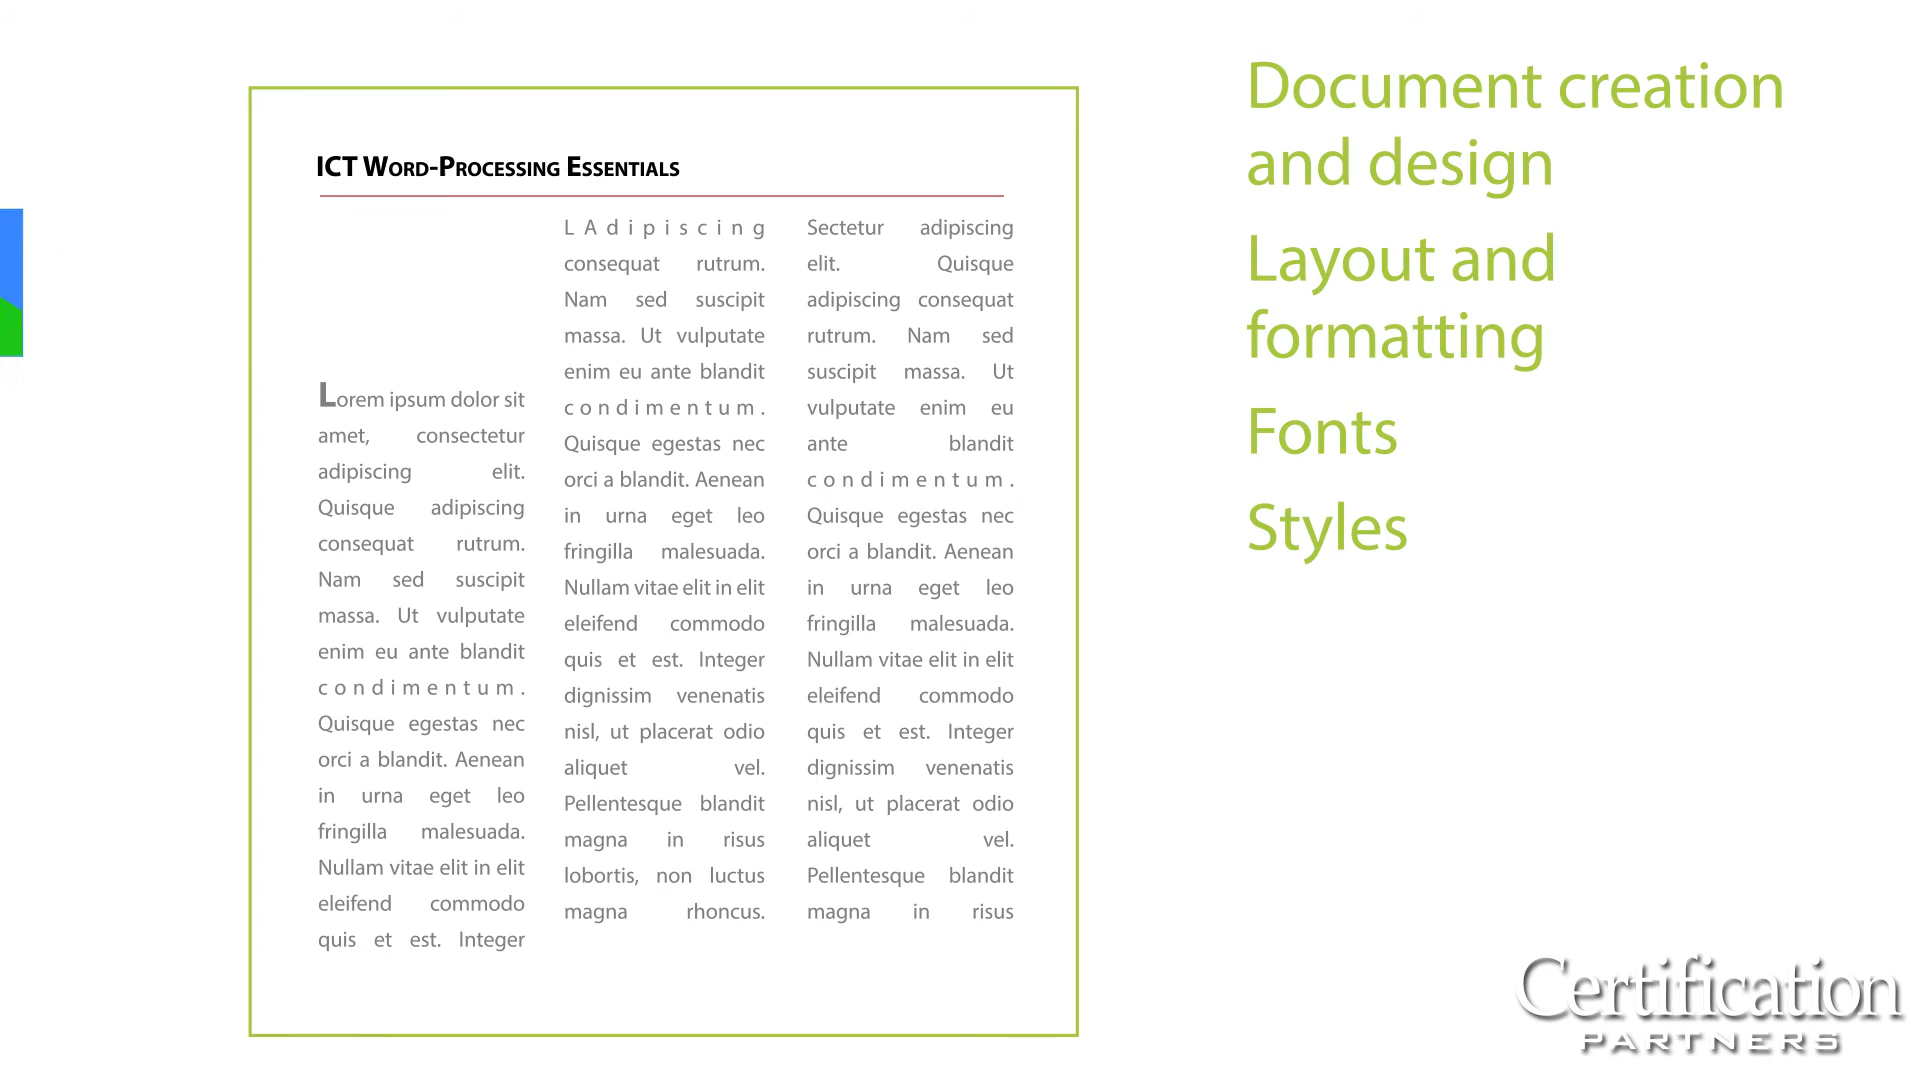 ICT Word-Processing Essentials
Lorem ipsum dolor sit
amet, consectetur
adipiscing elit.
Quisque adipiscing
consequat rutrum.
Nam sed suscipit
massa. Ut vulputate
enim eu ante blandit
condimentum.
Quisque egestas nec
orci a blandit. Aenean
in urna eget leo
fringilla malesuada.
Nullam vitae elit in elit
eleifend commodo
quis et est. Integer
LAdipiscing
consequat rutrum.
Nam sed suscipit
massa. Ut vulputate
enim eu ante blandit
condimentum.
Quisque egestas nec
orci a blandit. Aenean
in urna eget leo
fringilla malesuada.
Nullam vitae elit in elit
eleifend commodo
quis et est. Integer
dignissim venenatis
nisl, ut placerat odio
aliquet vel.
Pellentesque blandit
magna in risus
lobortis, non luctus
magna rhoncus.
Sectetur adipiscing
elit. Quisque
adipiscing consequat
rutrum. Nam sed
suscipit massa. Ut
vulputate enim eu
ante blandit
condimentum.
Quisque egestas nec
orci a blandit. Aenean
in urna eget leo
fringilla malesuada.
Nullam vitae elit in elit
eleifend commodo
quis et est. Integer
dignissim venenatis
nisl, ut placerat odio
aliquet vel.
Pellentesque blandit
magna in risus
Document creation
and design
Layout and
formatting
Fonts
Styles
Certification
PARTNERS